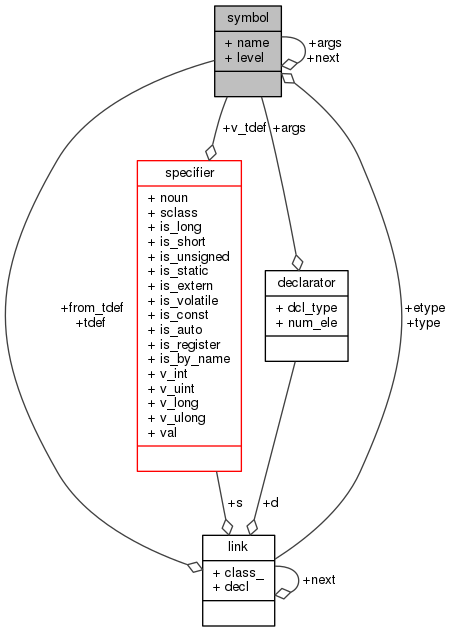 symbol
+ name
+ level
+args
+next
+v_tdef
+args
specifier
+ noun
+ sclass
+ is_long
+ is_short
+ is_unsigned
+ is_static
+ is_extern
+ is_volatile
+ is_const
+ is_auto
+ is_register
+ is_by_name
+ v_int
+ v_uint
+ v_long
+ v_ulong
+ val
declarator
+ dcl_type
+ num_ele
+from_tdef
+tdef
+etype
+type
+s
+d
link
+ class_
+ decl
+next